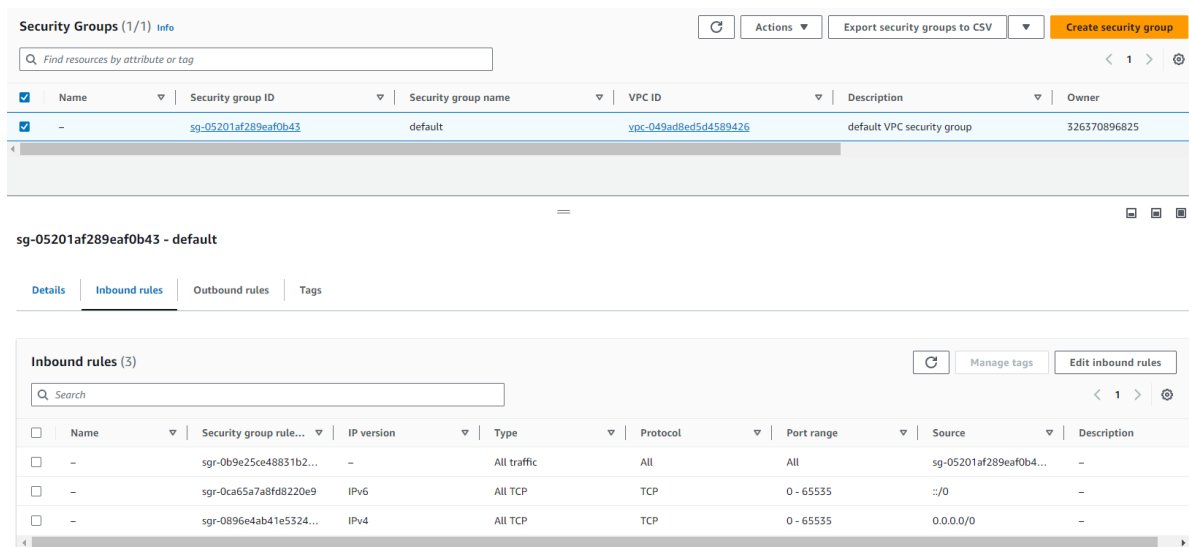 Security Groups (1/1) Info
Actions
Export security groups to CSV
Create security group
Find resources by attribute or tag
1
Name Security group ID Security group name VPC ID Description Owner
– sg-05201af289eaf0b43 default vpc-049ad8ed5d4589426 default VPC security group 326370896825
sg-05201af289eaf0b43 - default
Details Inbound rules Outbound rules Tags
Inbound rules (3)
Manage tags
Edit inbound rules
Search
1
Name Security group rule... IP version Type Protocol Port range Source Description
– sgr-0b9e25ce48831b2... – All traffic All All sg-05201af289eaf0b4... –
– sgr-0ca65a7a8fd8220e9 IPv6 All TCP TCP 0 - 65535 ::/0 –
– sgr-0896e4ab41e5324... IPv4 All TCP TCP 0 - 65535 0.0.0.0/0 –